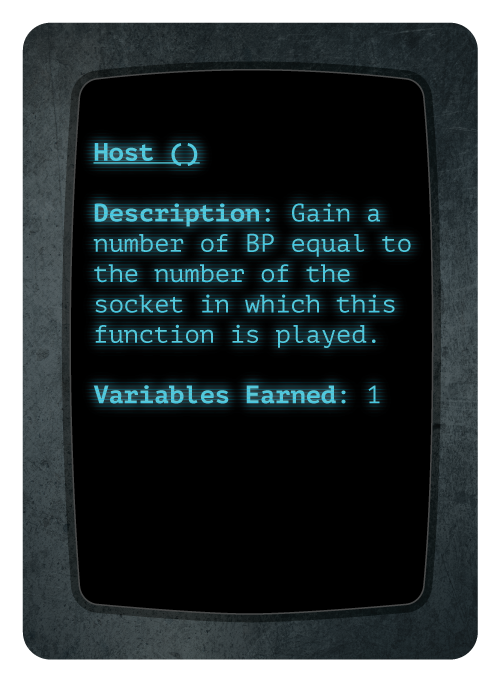 Host ()
Description: Gain a
number of BP equal to
the number of the
socket in which this
function is played.
Variables Earned: 1